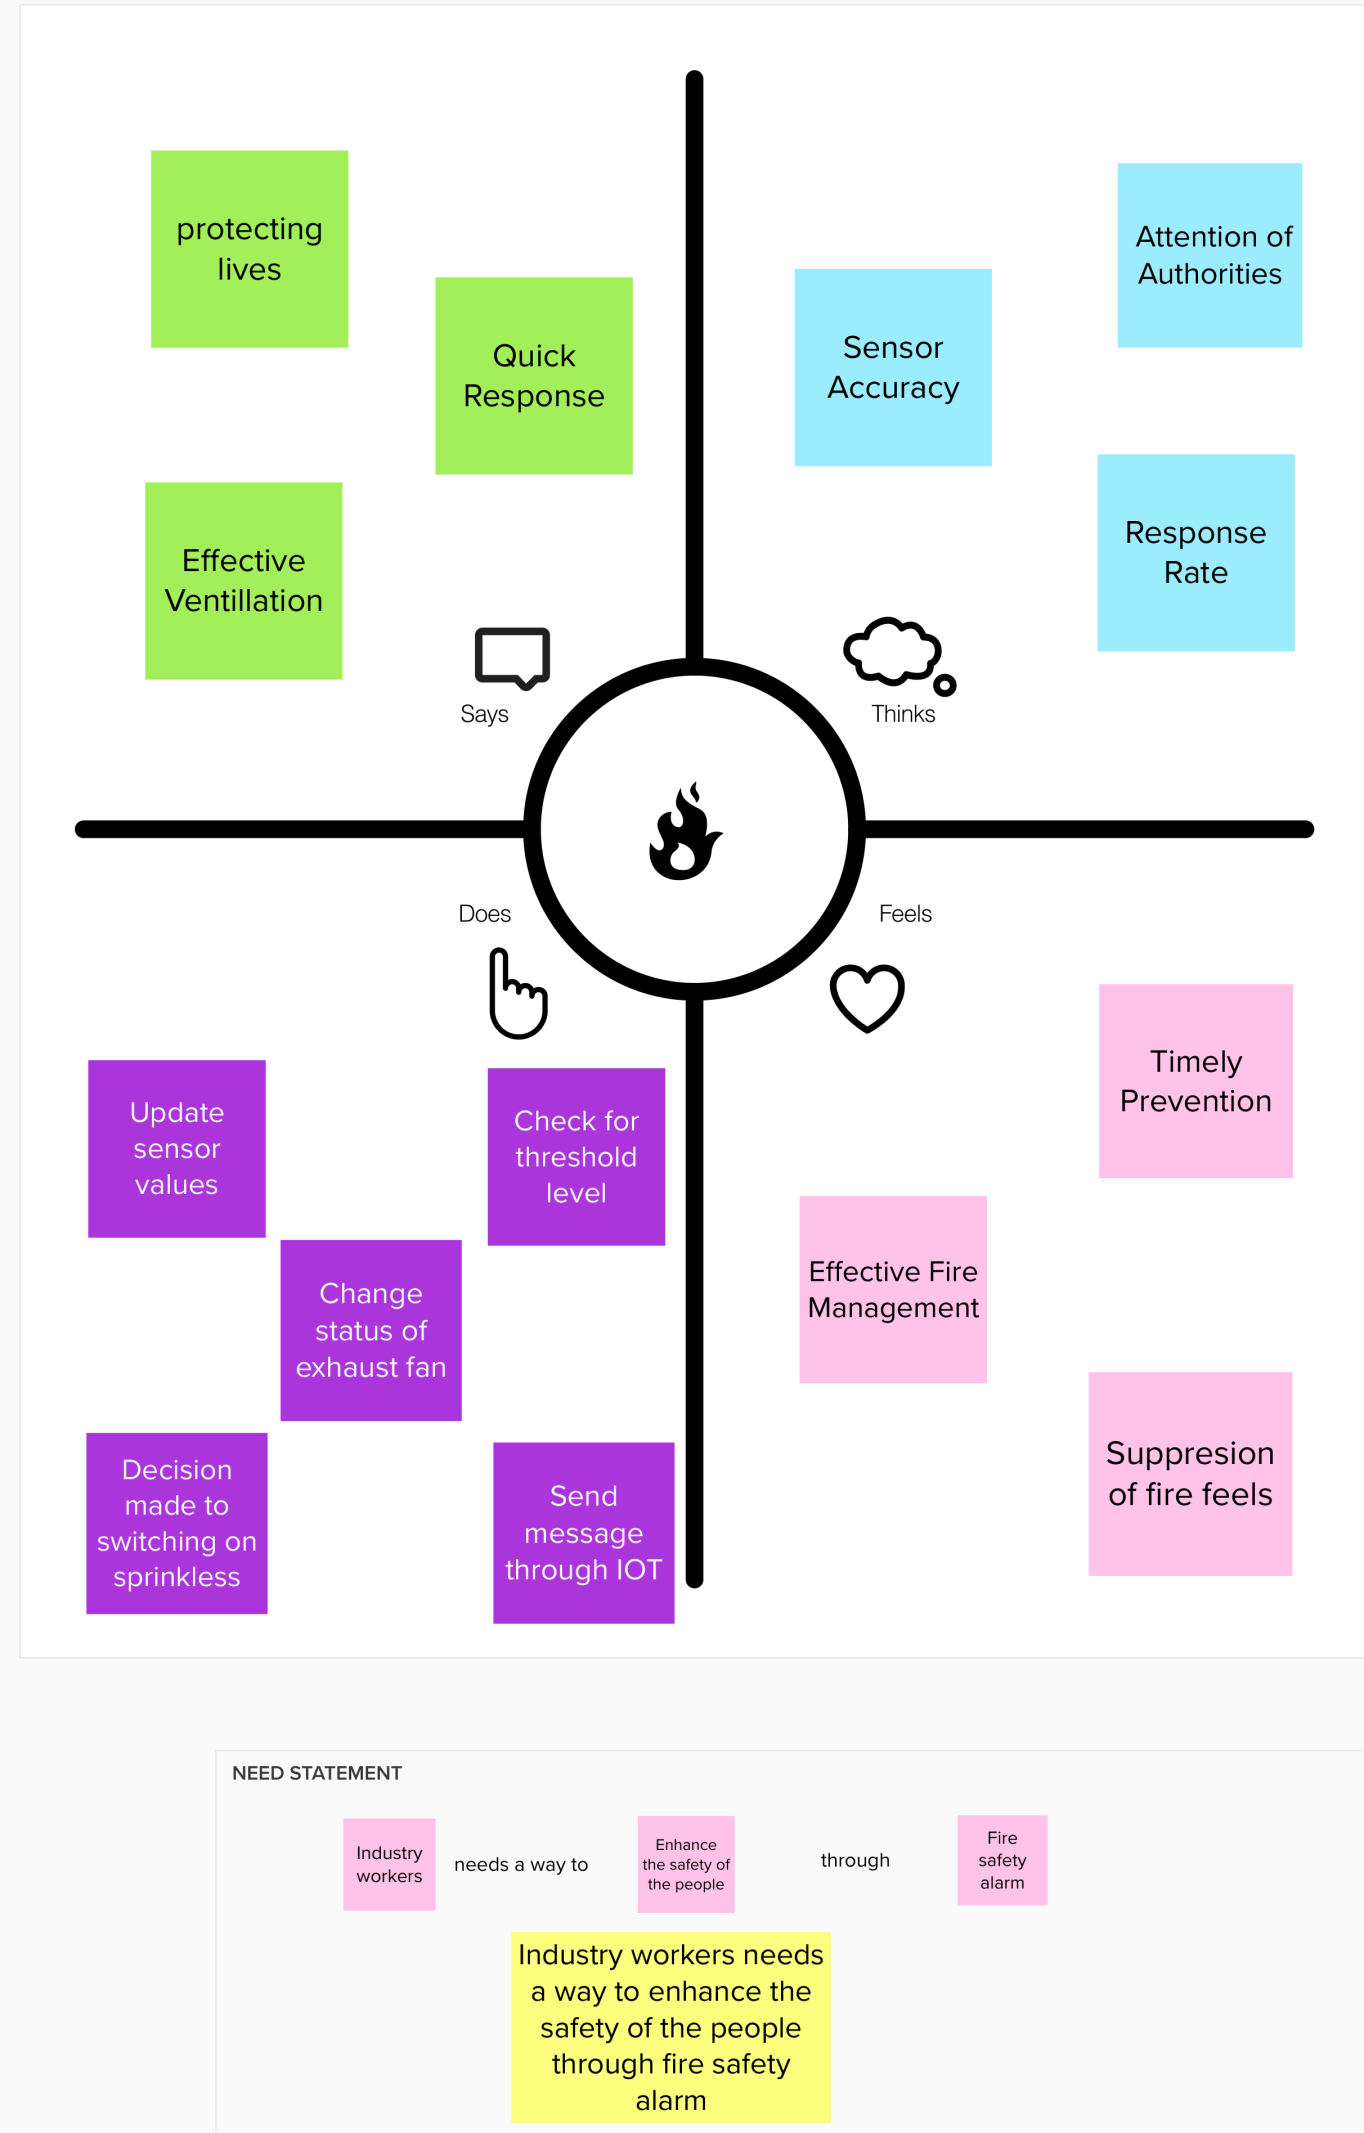 protecting
lives
Quick
Response
Effective
Ventillation
Says
Sensor
Accuracy
Attention of
Authorities
Response
Rate
Thinks
Does
Update
sensor
values
Check for
threshold
level
Change
status of
exhaust fan
Decision
made to
switching on
sprinkless
Send
message
through IOT
Feels
Timely
Prevention
Effective Fire
Management
Suppresion
of fire feels
NEED STATEMENT
Industry
workers
needs a way to
Enhance
the safety of
the people
through
Fire
safety
alarm
Industry workers needs
a way to enhance the
safety of the people
through fire safety
alarm